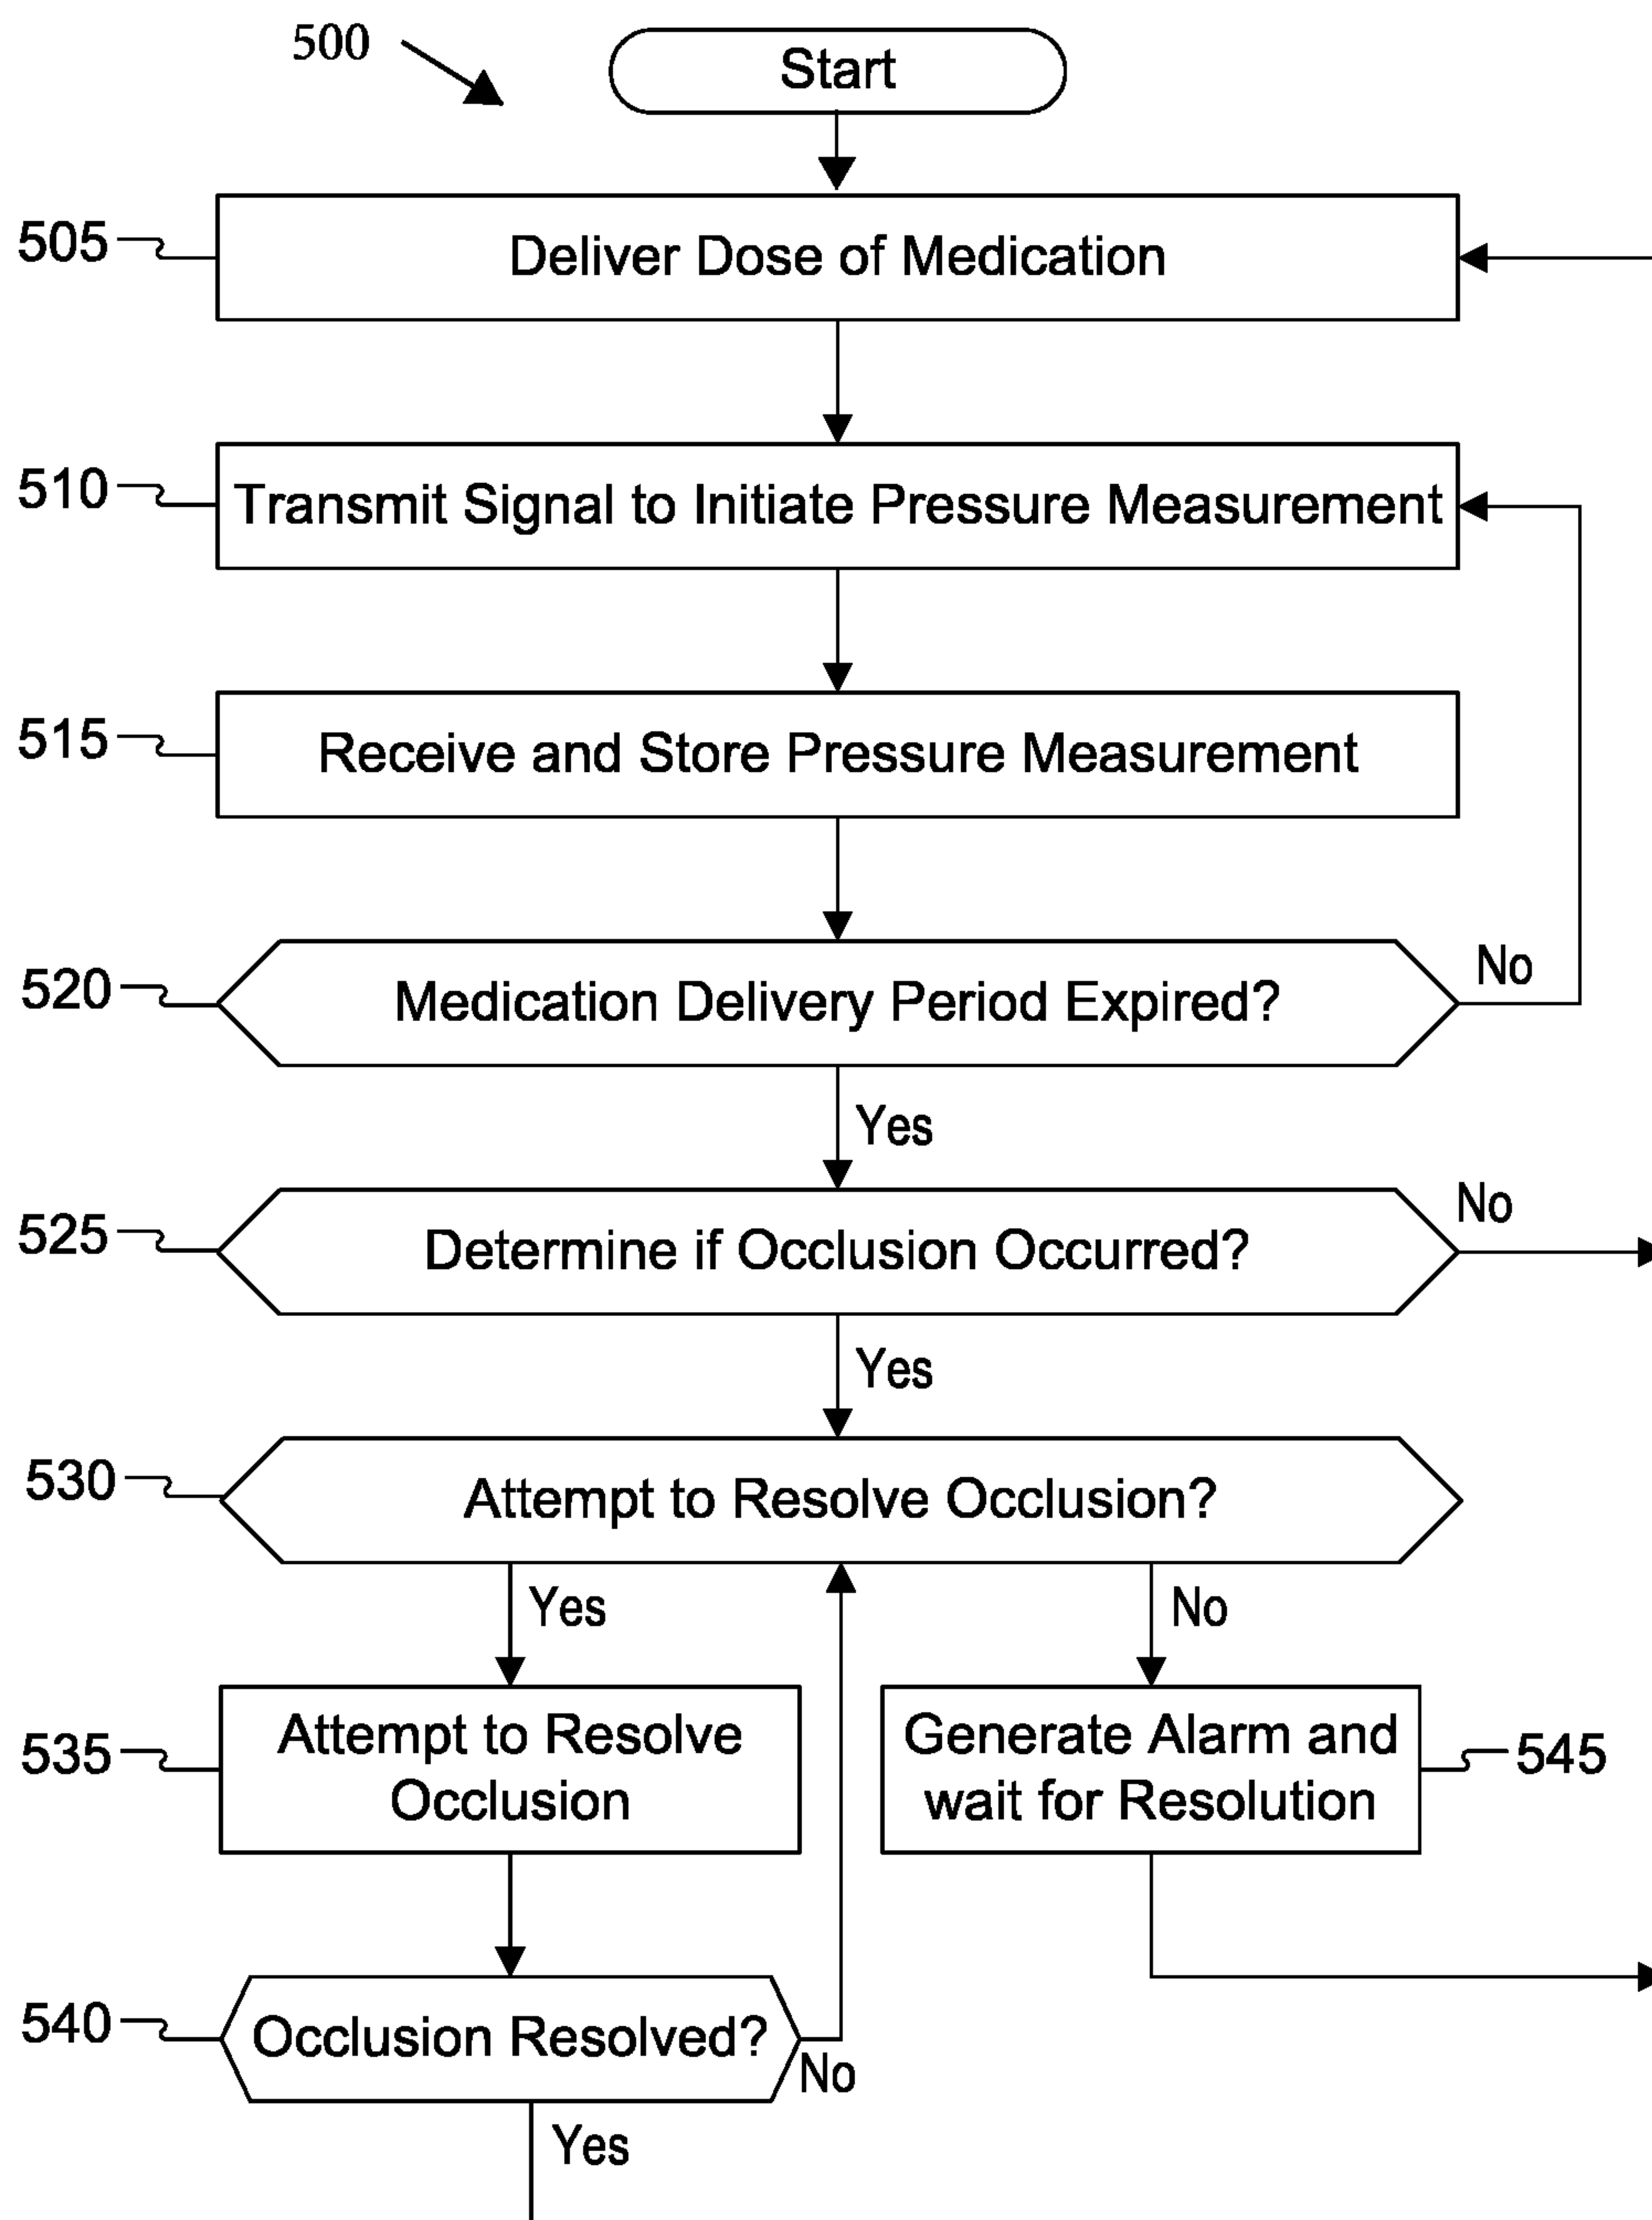 500
Start
505
Deliver Dose of Medication
510
Transmit Signal to Initiate Pressure Measurement
515
Receive and Store Pressure Measurement
520
Medication Delivery Period Expired?
No
Yes
525
Determine if Occlusion Occurred?
No
Yes
530
Attempt to Resolve Occlusion?
Yes
No
535
Attempt to Resolve
Occlusion
Generate Alarm and
wait for Resolution
545
540
Occlusion Resolved?
No
Yes